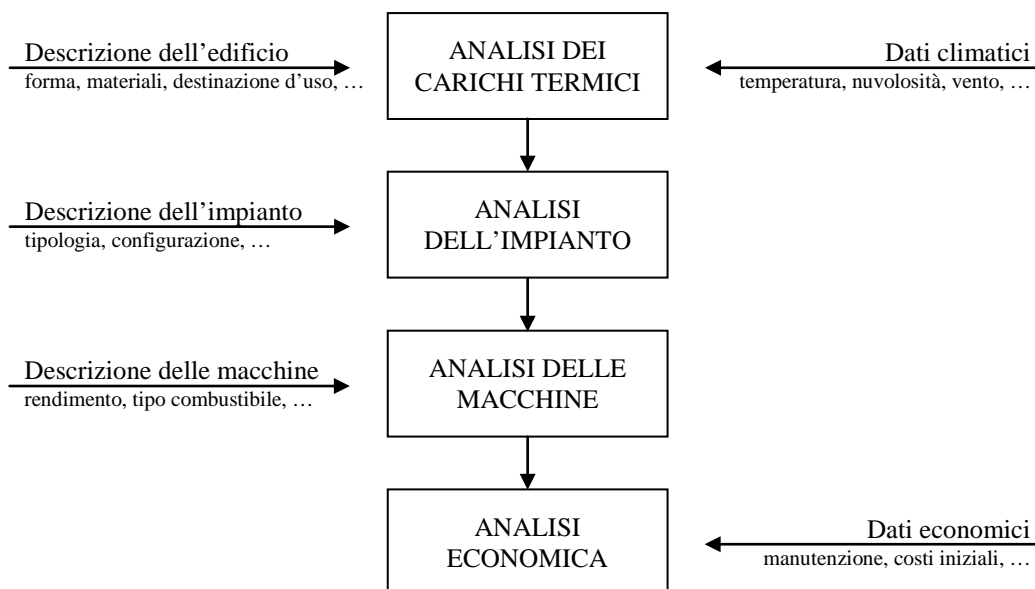 Descrizione dell’edificio
forma, materiali, destinazione d’uso, …
ANALISI DEI
CARICHI TERMICI
Dati climatici
temperatura, nuvolosità, vento, …
Descrizione dell’impianto
tipologia, configurazione, …
ANALISI
DELL’IMPIANTO
Descrizione delle macchine
rendimento, tipo combustibile, …
ANALISI DELLE
MACCHINE
ANALISI
ECONOMICA
Dati economici
manutenzione, costi iniziali, …